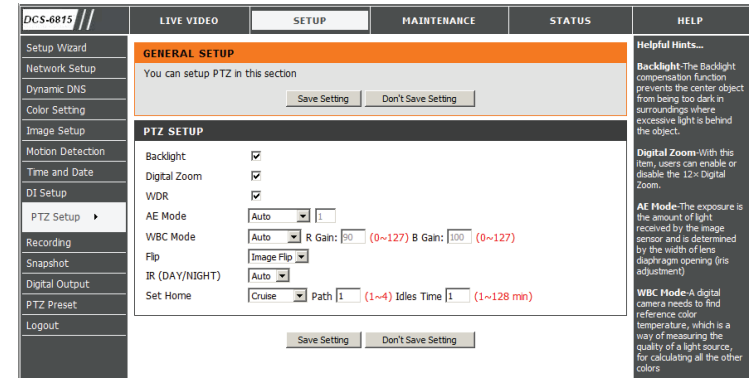 DCS-6815
LIVE VIDEO SETUP MAINTENANCE STATUS HELP
Setup Wizard
Network Setup
Dynamic DNS
Color Setting
Image Setup
Motion Detection
Time and Date
DI Setup
PTZ Setup
Recording
Snapshot
Digital Output
PTZ Preset
Logout
GENERAL SETUP
You can setup PTZ in this section
Save Setting Don't Save Setting
PTZ SETUP
Backlight
Digital Zoom
WDR
AE Mode Auto 1
WBC Mode Auto R Gain: 90 (0~127) B Gain: 100 (0~127)
Flip Image Flip
IR (DAY/NIGHT) Auto
Set Home Cruise Path 1 (1~4) Idles Time 1 (1~128 min)
Save Setting Don't Save Setting
Helpful Hints...
Backlight-The Backlight
compensation function
prevents the center object
from being too dark in
surroundings where
excessive light is behind
the object.
Digital Zoom-With this
item, users can enable or
disable the 12× Digital
Zoom.
AE Mode-The exposure is
the amount of light
received by the image
sensor and is determined
by the width of lens
diaphragm opening (iris
adjustment)
WBC Mode-A digital
camera needs to find
reference color
temperature, which is a
way of measuring the
quality of a light source,
for calculating all the other
colors